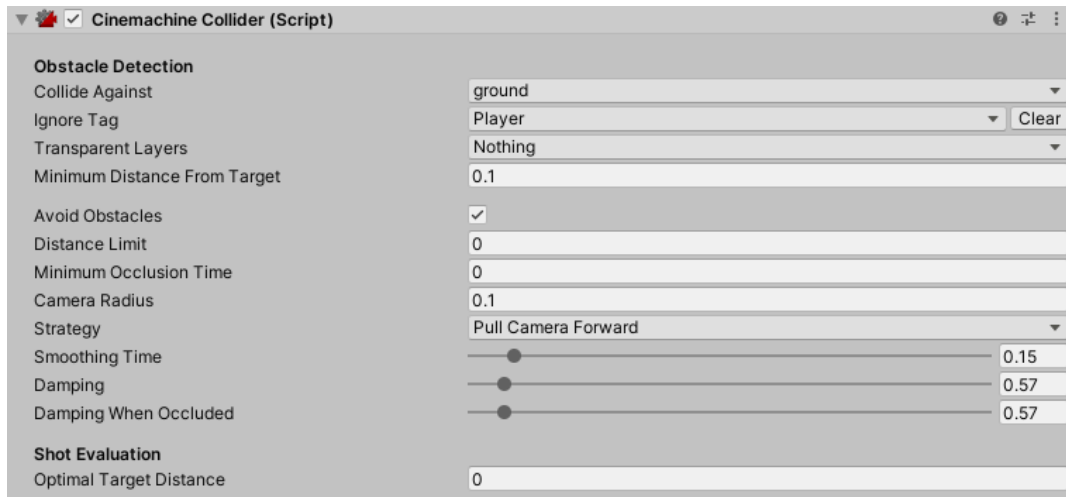 Cinemachine Collider (Script)
Obstacle Detection
Collide Against ground
Ignore Tag Player Clear
Transparent Layers Nothing
Minimum Distance From Target 0.1
Avoid Obstacles
Distance Limit 0
Minimum Occlusion Time 0
Camera Radius 0.1
Strategy Pull Camera Forward
Smoothing Time 0.15
Damping 0.57
Damping When Occluded 0.57
Shot Evaluation
Optimal Target Distance 0